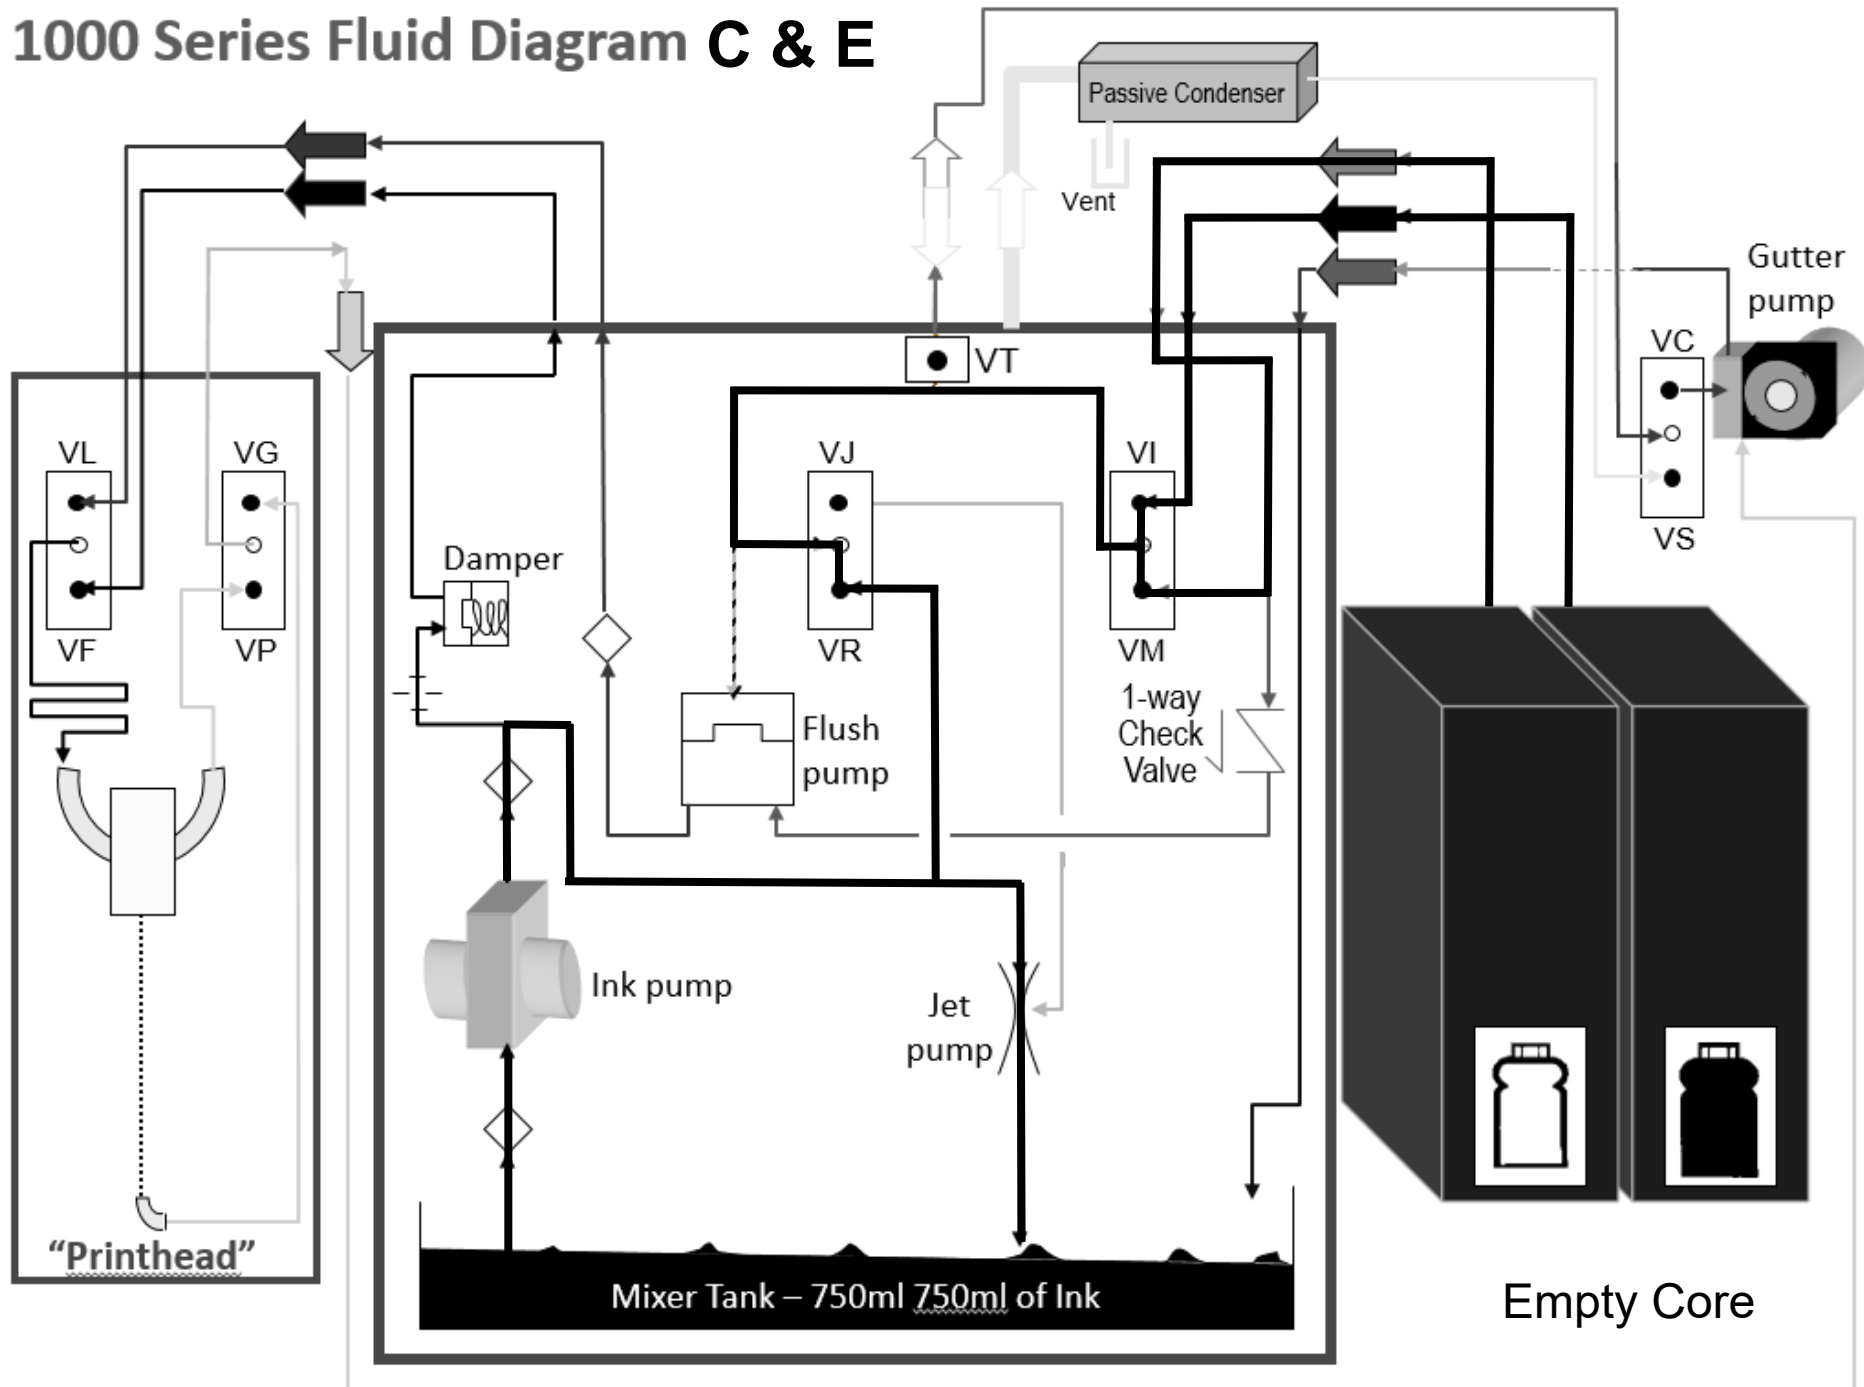 1000 Series Fluid Diagram C & E
Passive Condenser
Vent
Gutter
pump
VT
VC
VL
VG
VJ
VI
VS
Damper
VF
VP
VR
VM
1-way
Check
Valve
Flush
pump
Ink pump
Jet
pump
“Printhead”
Mixer Tank – 750ml 750ml of Ink
Empty Core